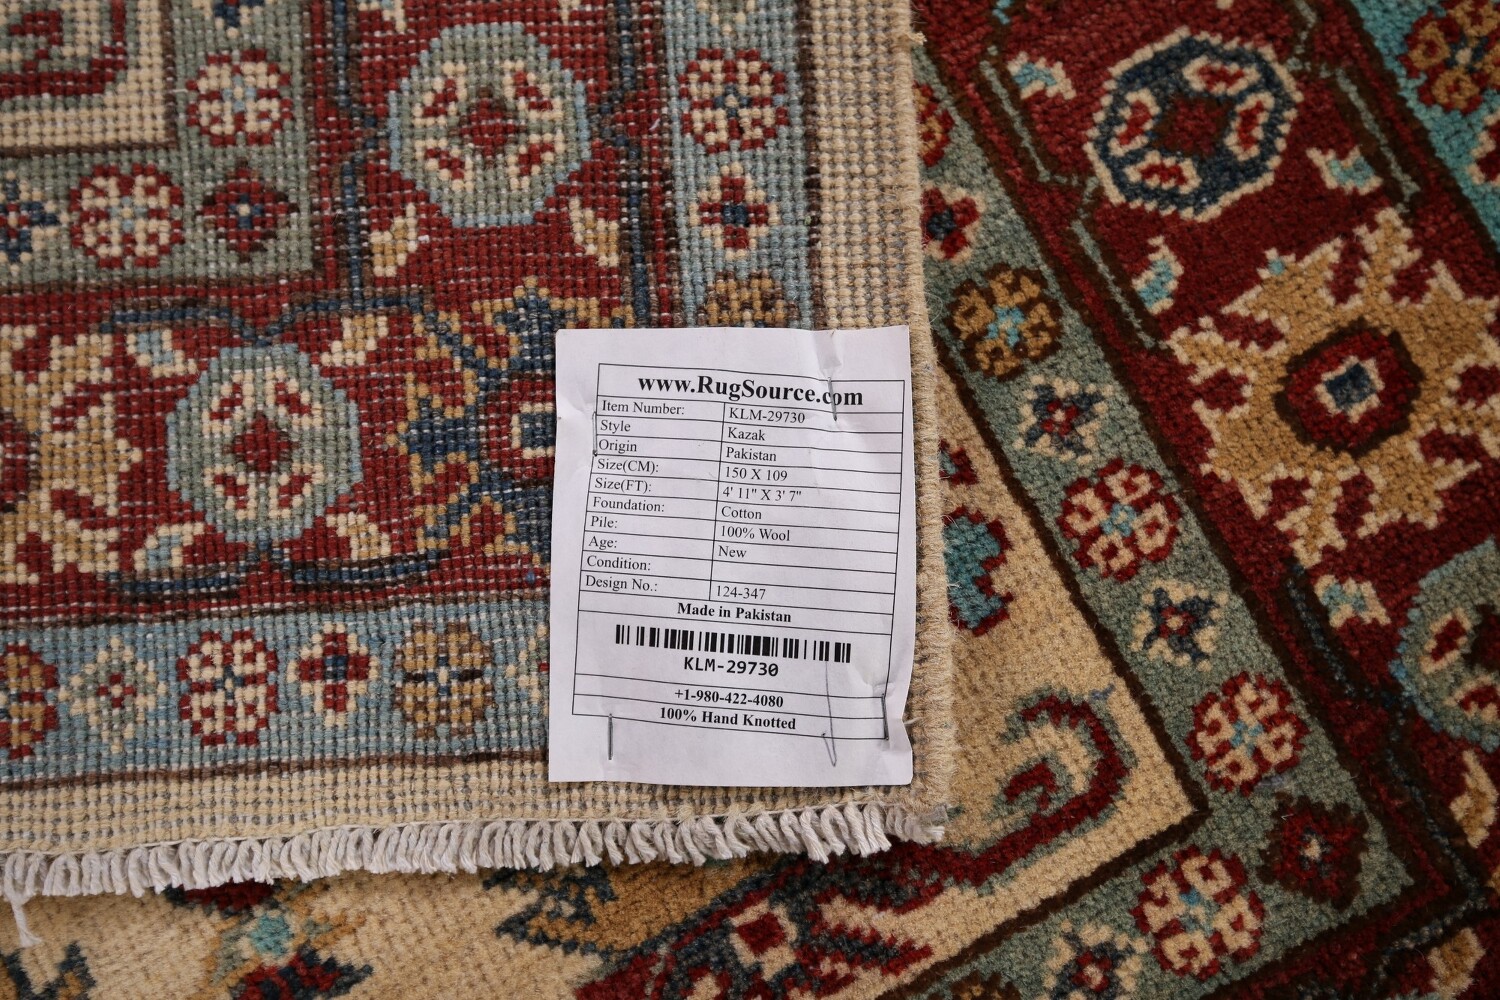 www.RugSource.com
Item Number: KLM-29730
Style Kazak
Origin Pakistan
Size(CM): 150 X 109
Size(FT): 4' 11" X 3' 7"
Foundation: Cotton
Pile: 100% Wool
Age: New
Condition:
Design No.: 124-347
Made in Pakistan
KLM-29730
+1-980-422-4080
100% Hand Knotted